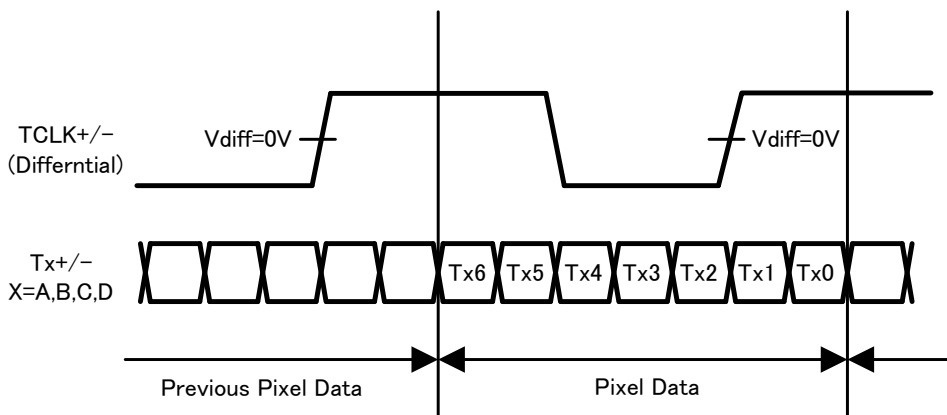 TCLK+/-
(Differntial)
Vdiff=0V
Vdiff=0V
Tx+/-
X=A,B,C,D
Tx6 Tx5 Tx4 Tx3 Tx2 Tx1 Tx0
Previous Pixel Data
Pixel Data